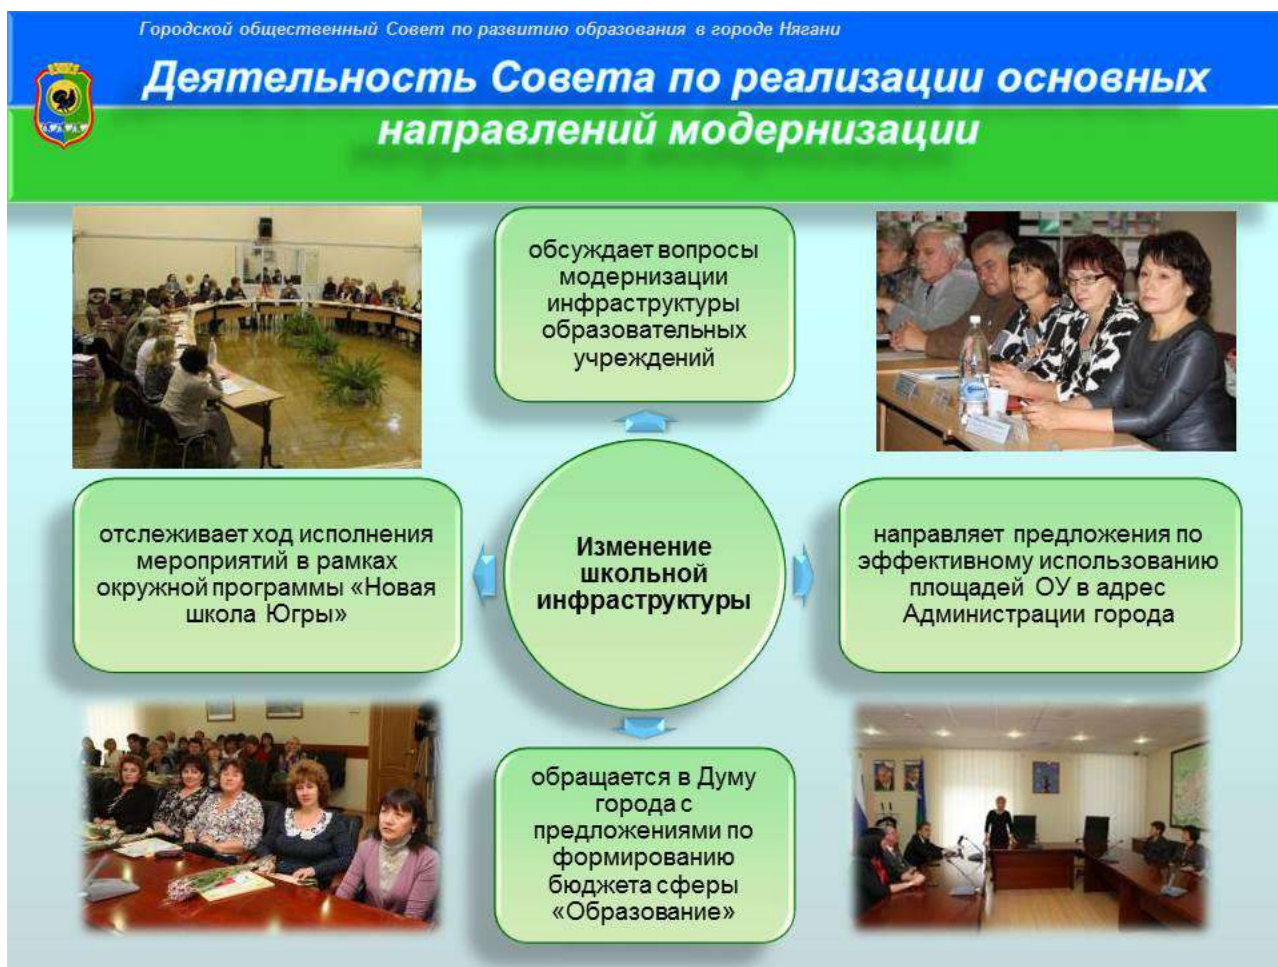 Городской общественный Совет по развитию образования в городе Нягани
Деятельность Совета по реализации основных
направлений модернизации
обсуждает вопросы
модернизации
инфраструктуры
образовательных
учреждений
отслеживает ход исполнения
мероприятий в рамках
окружной программы «Новая
школа Югры»
Изменение
школьной
инфраструктуры
направляет предложения по
эффективному использованию
площадей ОУ в адрес
Администрации города
обращается в Думу
города с
предложениями по
формированию
бюджета сферы
«Образование»